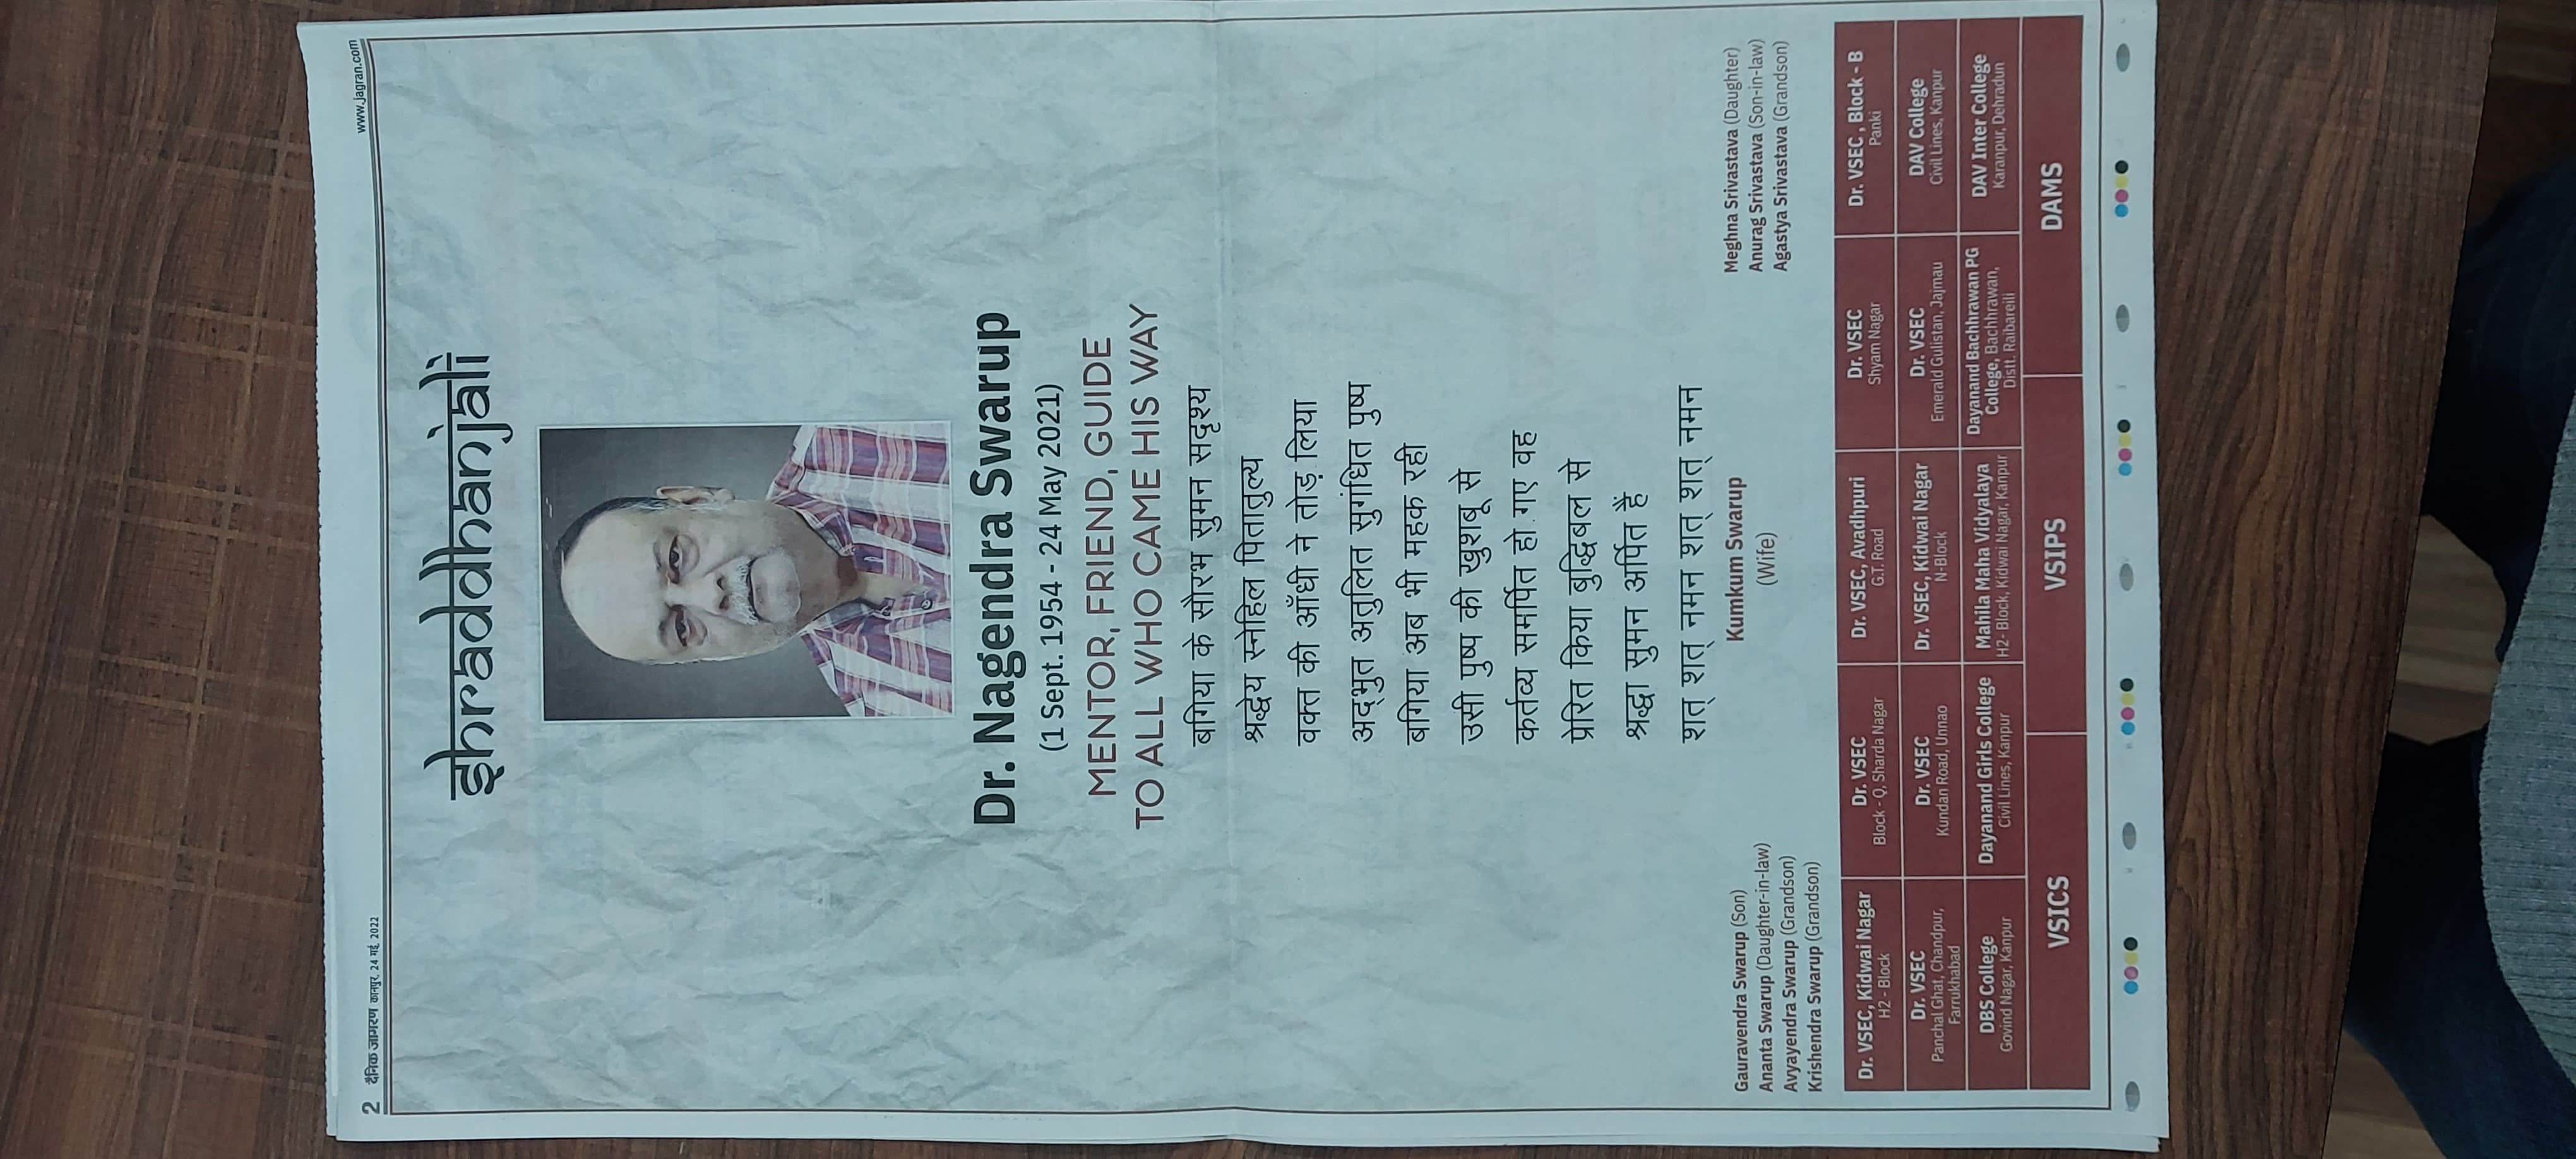 2 दैनिक जागरण कानपुर, 24 मई, 2022
www.jagran.com
shraddhanjali
Dr. Nagendra Swarup
(1 Sept. 1954 - 24 May 2021)
MENTOR, FRIEND, GUIDE
TO ALL WHO CAME HIS WAY
बगिया के सौरभ सुमन सदृश्य
श्रद्धेय स्नेहिल पितातुल्य
वक्त की आँधी ने तोड़ लिया
अद्भुत अतुलित सुगंधित पुष्प
बगिया अब भी महक रही
उसी पुष्प की खुशबू से
कर्तव्य समर्पित हो गए वह
प्रेरित किया बुद्धिबल से
श्रद्धा सुमन अर्पित हैं
शत् शत् नमन शत् शत् नमन
Gauravendra Swarup (Son)
Ananta Swarup (Daughter-in-law)
Avyayendra Swarup (Grandson)
Krishendra Swarup (Grandson)
Kumkum Swarup
(Wife)
Meghna Srivastava (Daughter)
Anurag Srivastava (Son-in-law)
Agastya Srivastava (Grandson)
Dr. VSEC, Kidwai Nagar
H2 - Block
Dr. VSEC
Block - Q, Sharda Nagar
Dr. VSEC, Avadhpuri
G.T. Road
Dr. VSEC
Shyam Nagar
Dr. VSEC, Block - B
Panki
Dr. VSEC
Panchal Ghat, Chandpur,
Farrukhabad
Dr. VSEC
Kundan Road, Unnao
Dr. VSEC, Kidwai Nagar
N-Block
Dr. VSEC
Emerald Gulistan, Jajmau
DAV College
Civil Lines, Kanpur
DBS College
Govind Nagar, Kanpur
Dayanand Girls College
Civil Lines, Kanpur
Mahila Maha Vidyalaya
H2- Block, Kidwai Nagar, Kanpur
Dayanand Bachhrawan PG
College, Bachhrawan,
Distt. Raibareili
DAV Inter College
Karanpur, Dehradun
VSICS
VSIPS
DAMS